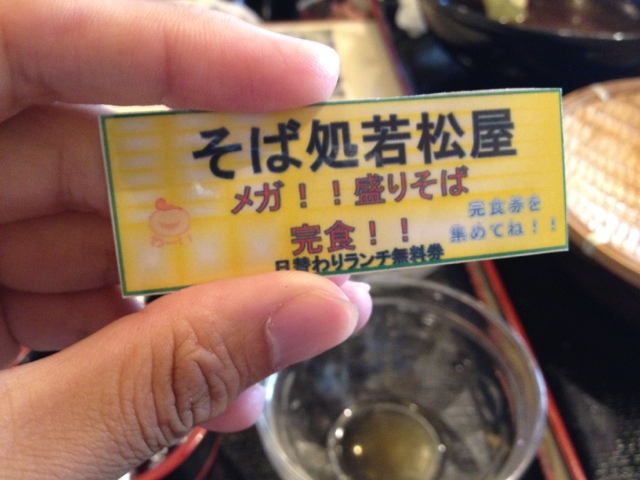 そば処若松屋
メガ！！盛りそば
完食！！
完食券を
集めてね！！
日替わりランチ無料券